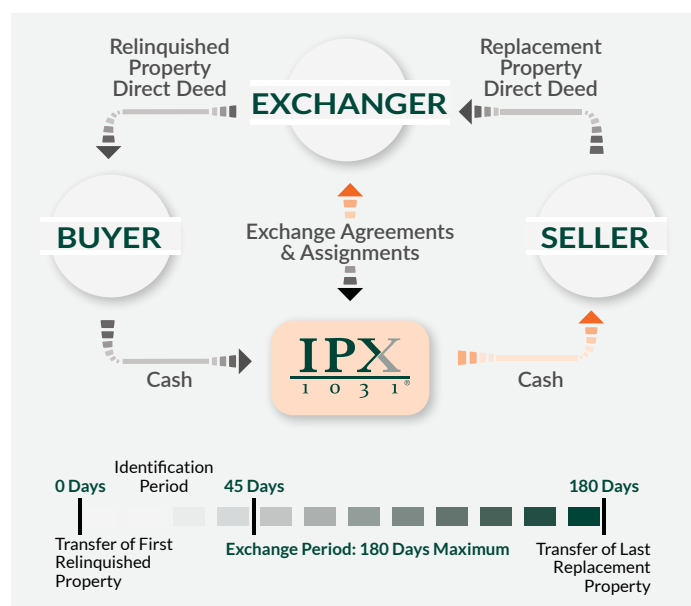 Relinquished
Property
Direct Deed
EXCHANGER
Replacement
Property
Direct Deed
BUYER
Exchange Agreements
& Assignments
SELLER
Cash
IPX
1031®
Cash
0 Days
Identification
Period
45 Days
180 Days
Transfer of First
Relinquished
Property
Exchange Period: 180 Days Maximum
Transfer of Last
Replacement
Property